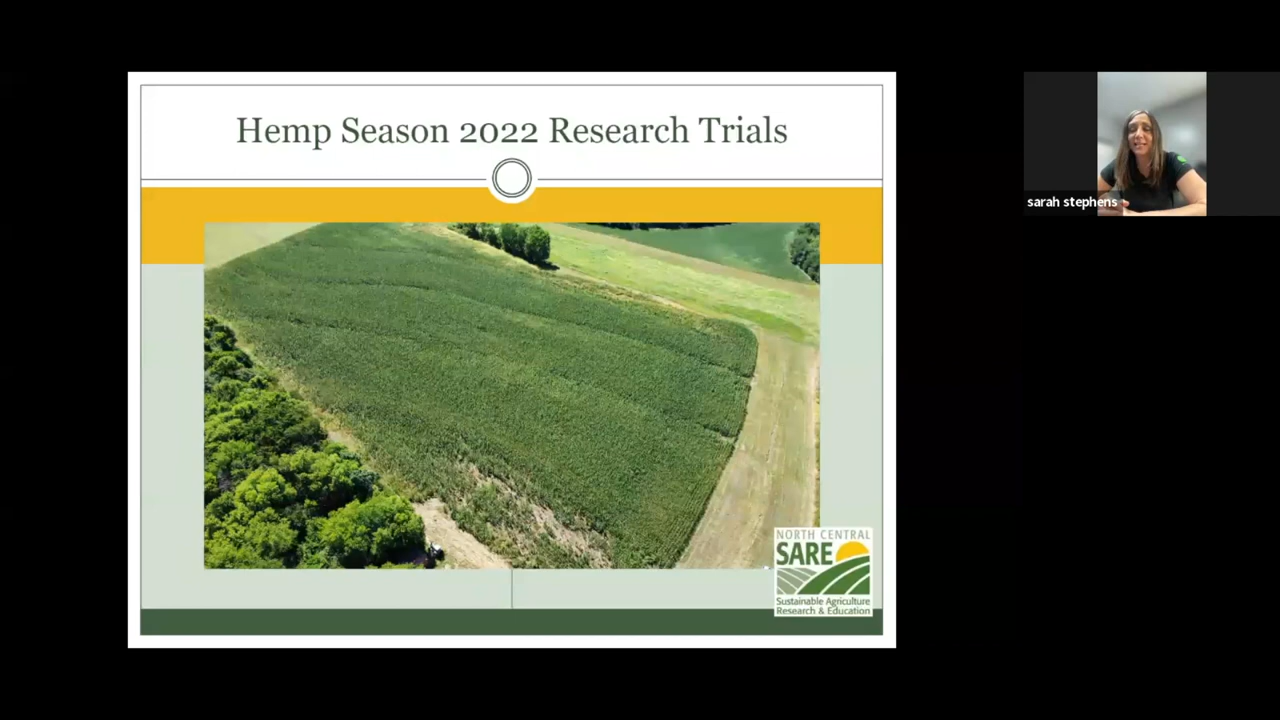 Hemp Season 2022 Research Trials
sarah stephens
NORTH CENTRAL
SARE
Sustainable Agriculture
Research & Education